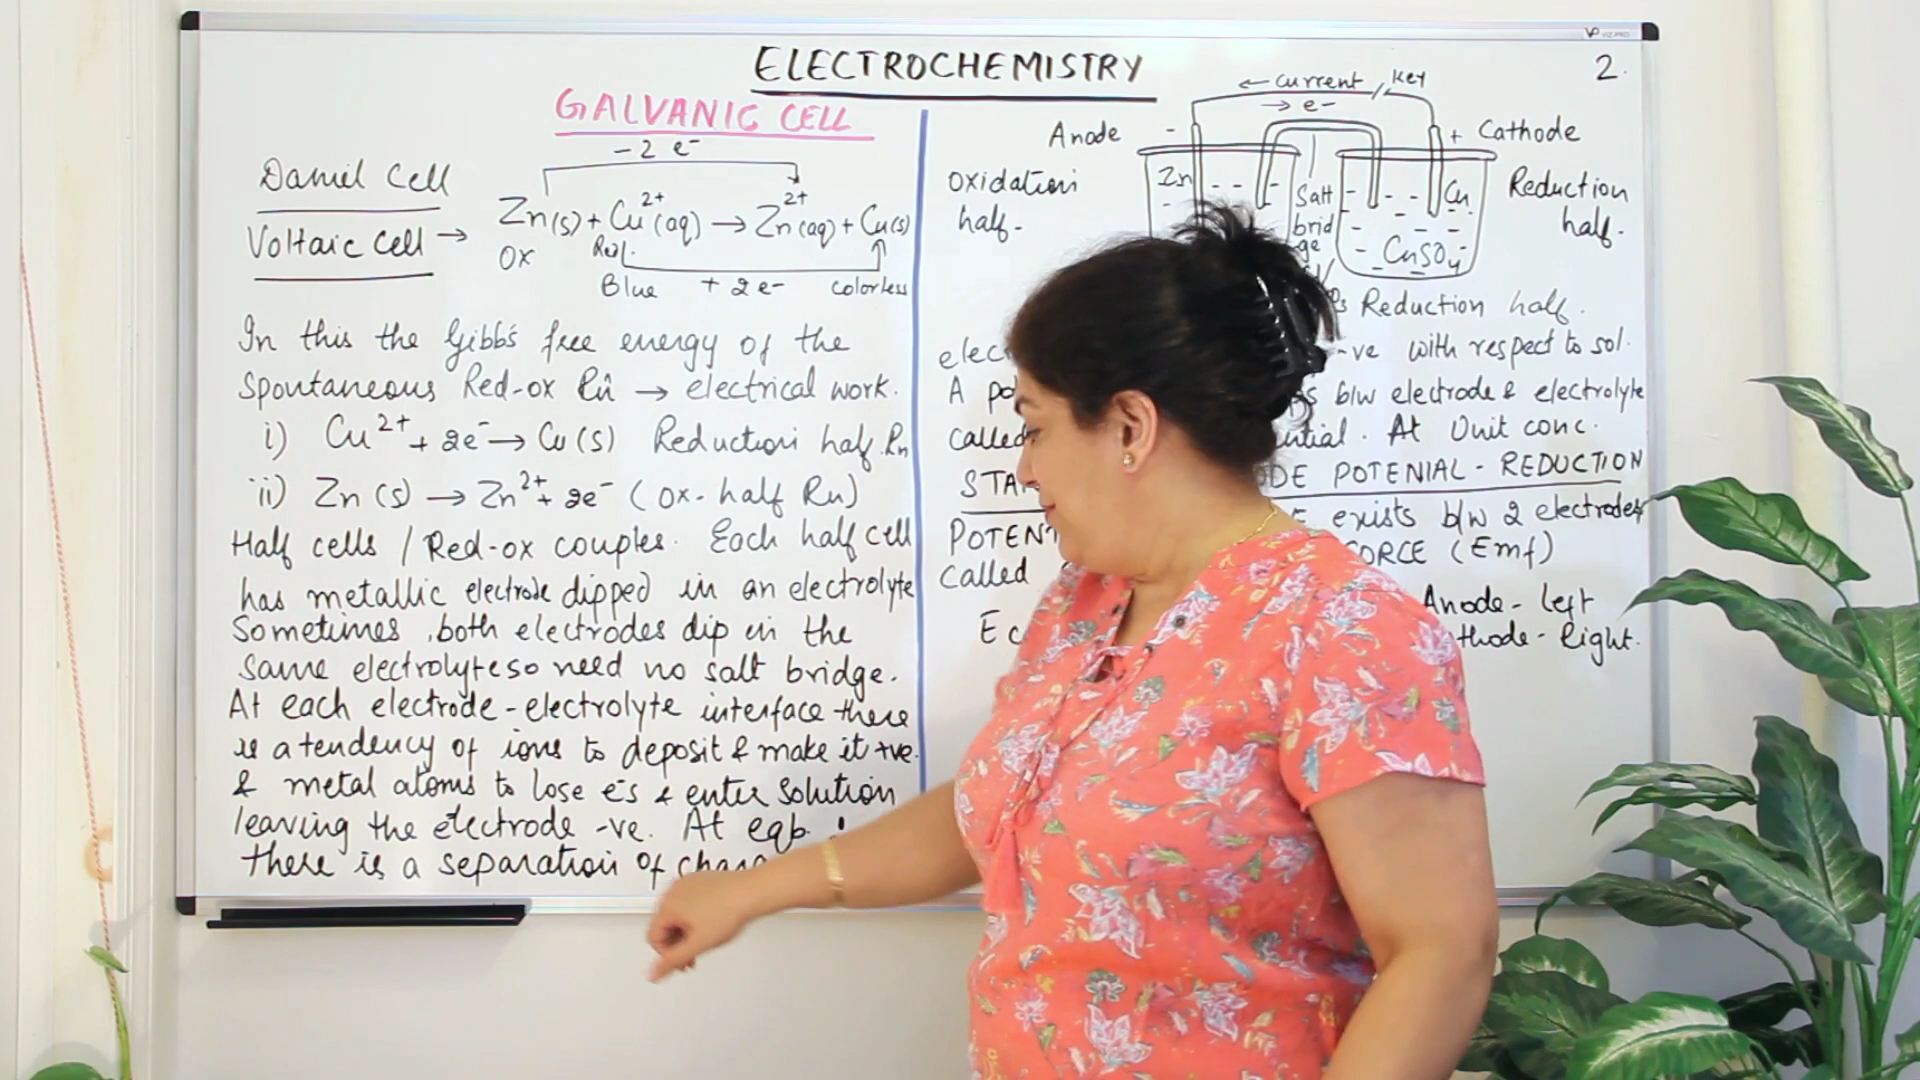 VP VIZ-PRO
ELECTROCHEMISTRY
2.
GALVANIC CELL
Daniel Cell
Voltaic Cell →
- 2 e-
Zn(s) + Cu2+(aq) → Zn2+(aq) + Cu(s)
Ox Red.
Blue + 2e- colorless
In this the Gibb's free energy of the
Spontaneous Red-ox Rn → electrical work.
i) Cu2+ + 2e- → Cu(s) Reduction half Rn
ii) Zn(s) → Zn2+ + 2e- (Ox-half Rn)
Half cells / Red-ox couples. Each half cell
has metallic electrode dipped in an electrolyte
Sometimes, both electrodes dip in the
same electrolyte so need no salt bridge.
At each electrode - electrolyte interface there
is a tendency of ions to deposit & make it +ve.
& metal atoms to lose e-s & enter solution
leaving the electrode -ve. At eqb.
there is a separation of
← current / key
→ e-
Anode - + Cathode
Oxidation half.
Zn
Salt bridge
Cu
CuSO4
Reduction half.
Reduction half.
-ve with respect to sol.
A b/w electrode & electrolyte
Called At Unit conc.
POTENIAL - REDUCTION
exists b/w 2 electrodes
Called (Emf)
Anode - left
Right.